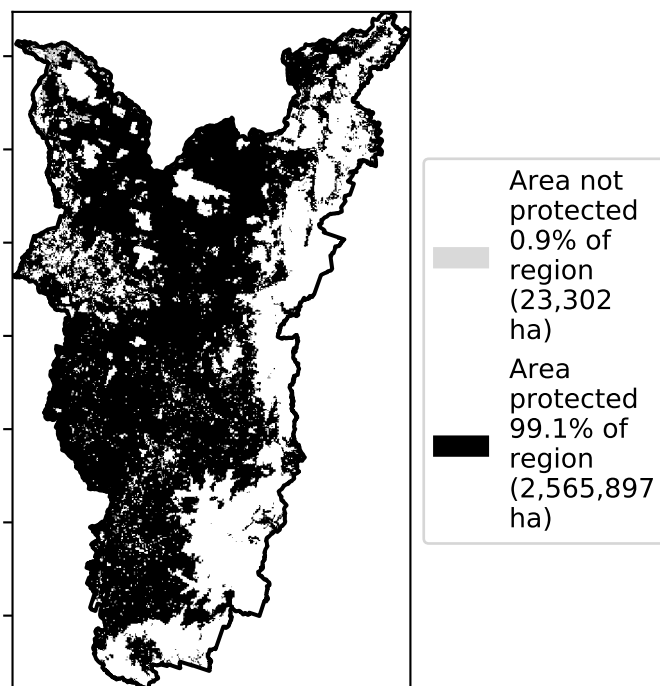 Area not
protected
0.9% of
region
(23,302
ha)
Area
protected
99.1% of
region
(2,565,897
ha)